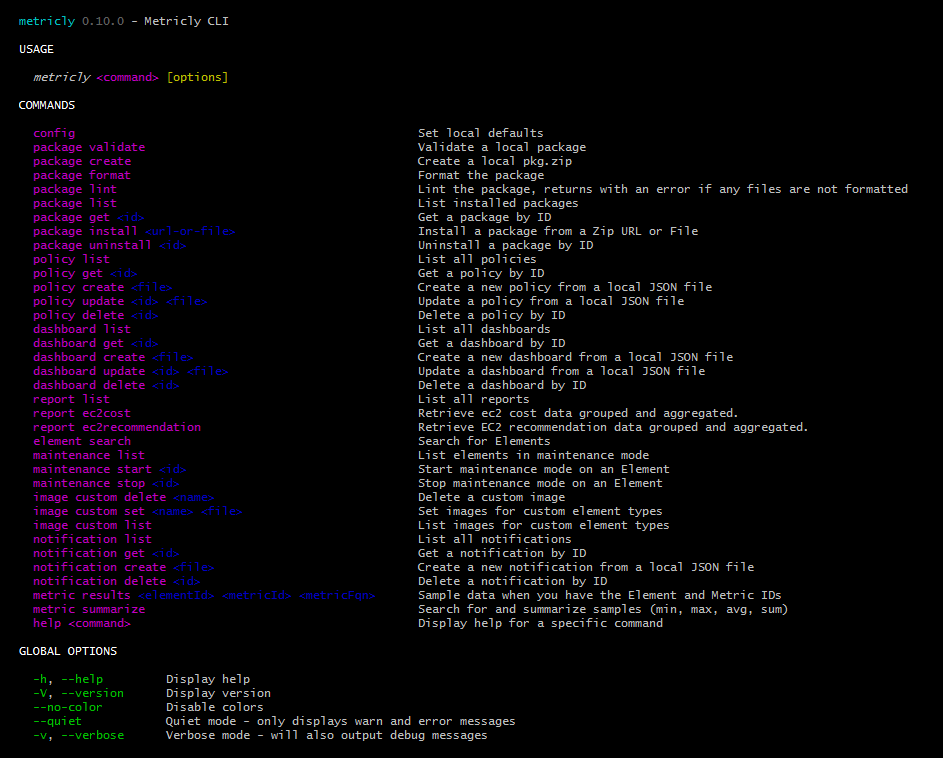 metricly 0.10.0 – Metricly CLI
USAGE
metricly <command> [options]
COMMANDS
config Set local defaults
package validate Validate a local package
package create Create a local pkg.zip
package format Format the package
package lint Lint the package, returns with an error if any files are not formatted
package list List installed packages
package get <id> Get a package by ID
package install <url-or-file> Install a package from a Zip URL or File
package uninstall <id> Uninstall a package by ID
policy list List all policies
policy get <id> Get a policy by ID
policy create <file> Create a new policy from a local JSON file
policy update <id> <file> Update a policy from a local JSON file
policy delete <id> Delete a policy by ID
dashboard list List all dashboards
dashboard get <id> Get a dashboard by ID
dashboard create <file> Create a new dashboard from a local JSON file
dashboard update <id> <file> Update a dashboard from a local JSON file
dashboard delete <id> Delete a dashboard by ID
report list List all reports
report ec2cost Retrieve ec2 cost data grouped and aggregated.
report ec2recommendation Retrieve EC2 recommendation data grouped and aggregated.
element search Search for Elements
maintenance list List elements in maintenance mode
maintenance start <id> Start maintenance mode on an Element
maintenance stop <id> Stop maintenance mode on an Element
image custom delete <name> Delete a custom image
image custom set <name> <file> Set images for custom element types
image custom list List images for custom element types
notification list List all notifications
notification get <id> Get a notification by ID
notification create <file> Create a new notification from a local JSON file
notification delete <id> Delete a notification by ID
metric results <elementId> <metricId> <metricFqn> Sample data when you have the Element and Metric IDs
metric summarize Search for and summarize samples (min, max, avg, sum)
help <command> Display help for a specific command
GLOBAL OPTIONS
-h, --help Display help
-V, --version Display version
--no-color Disable colors
--quiet Quiet mode - only displays warn and error messages
-v, --verbose Verbose mode - will also output debug messages